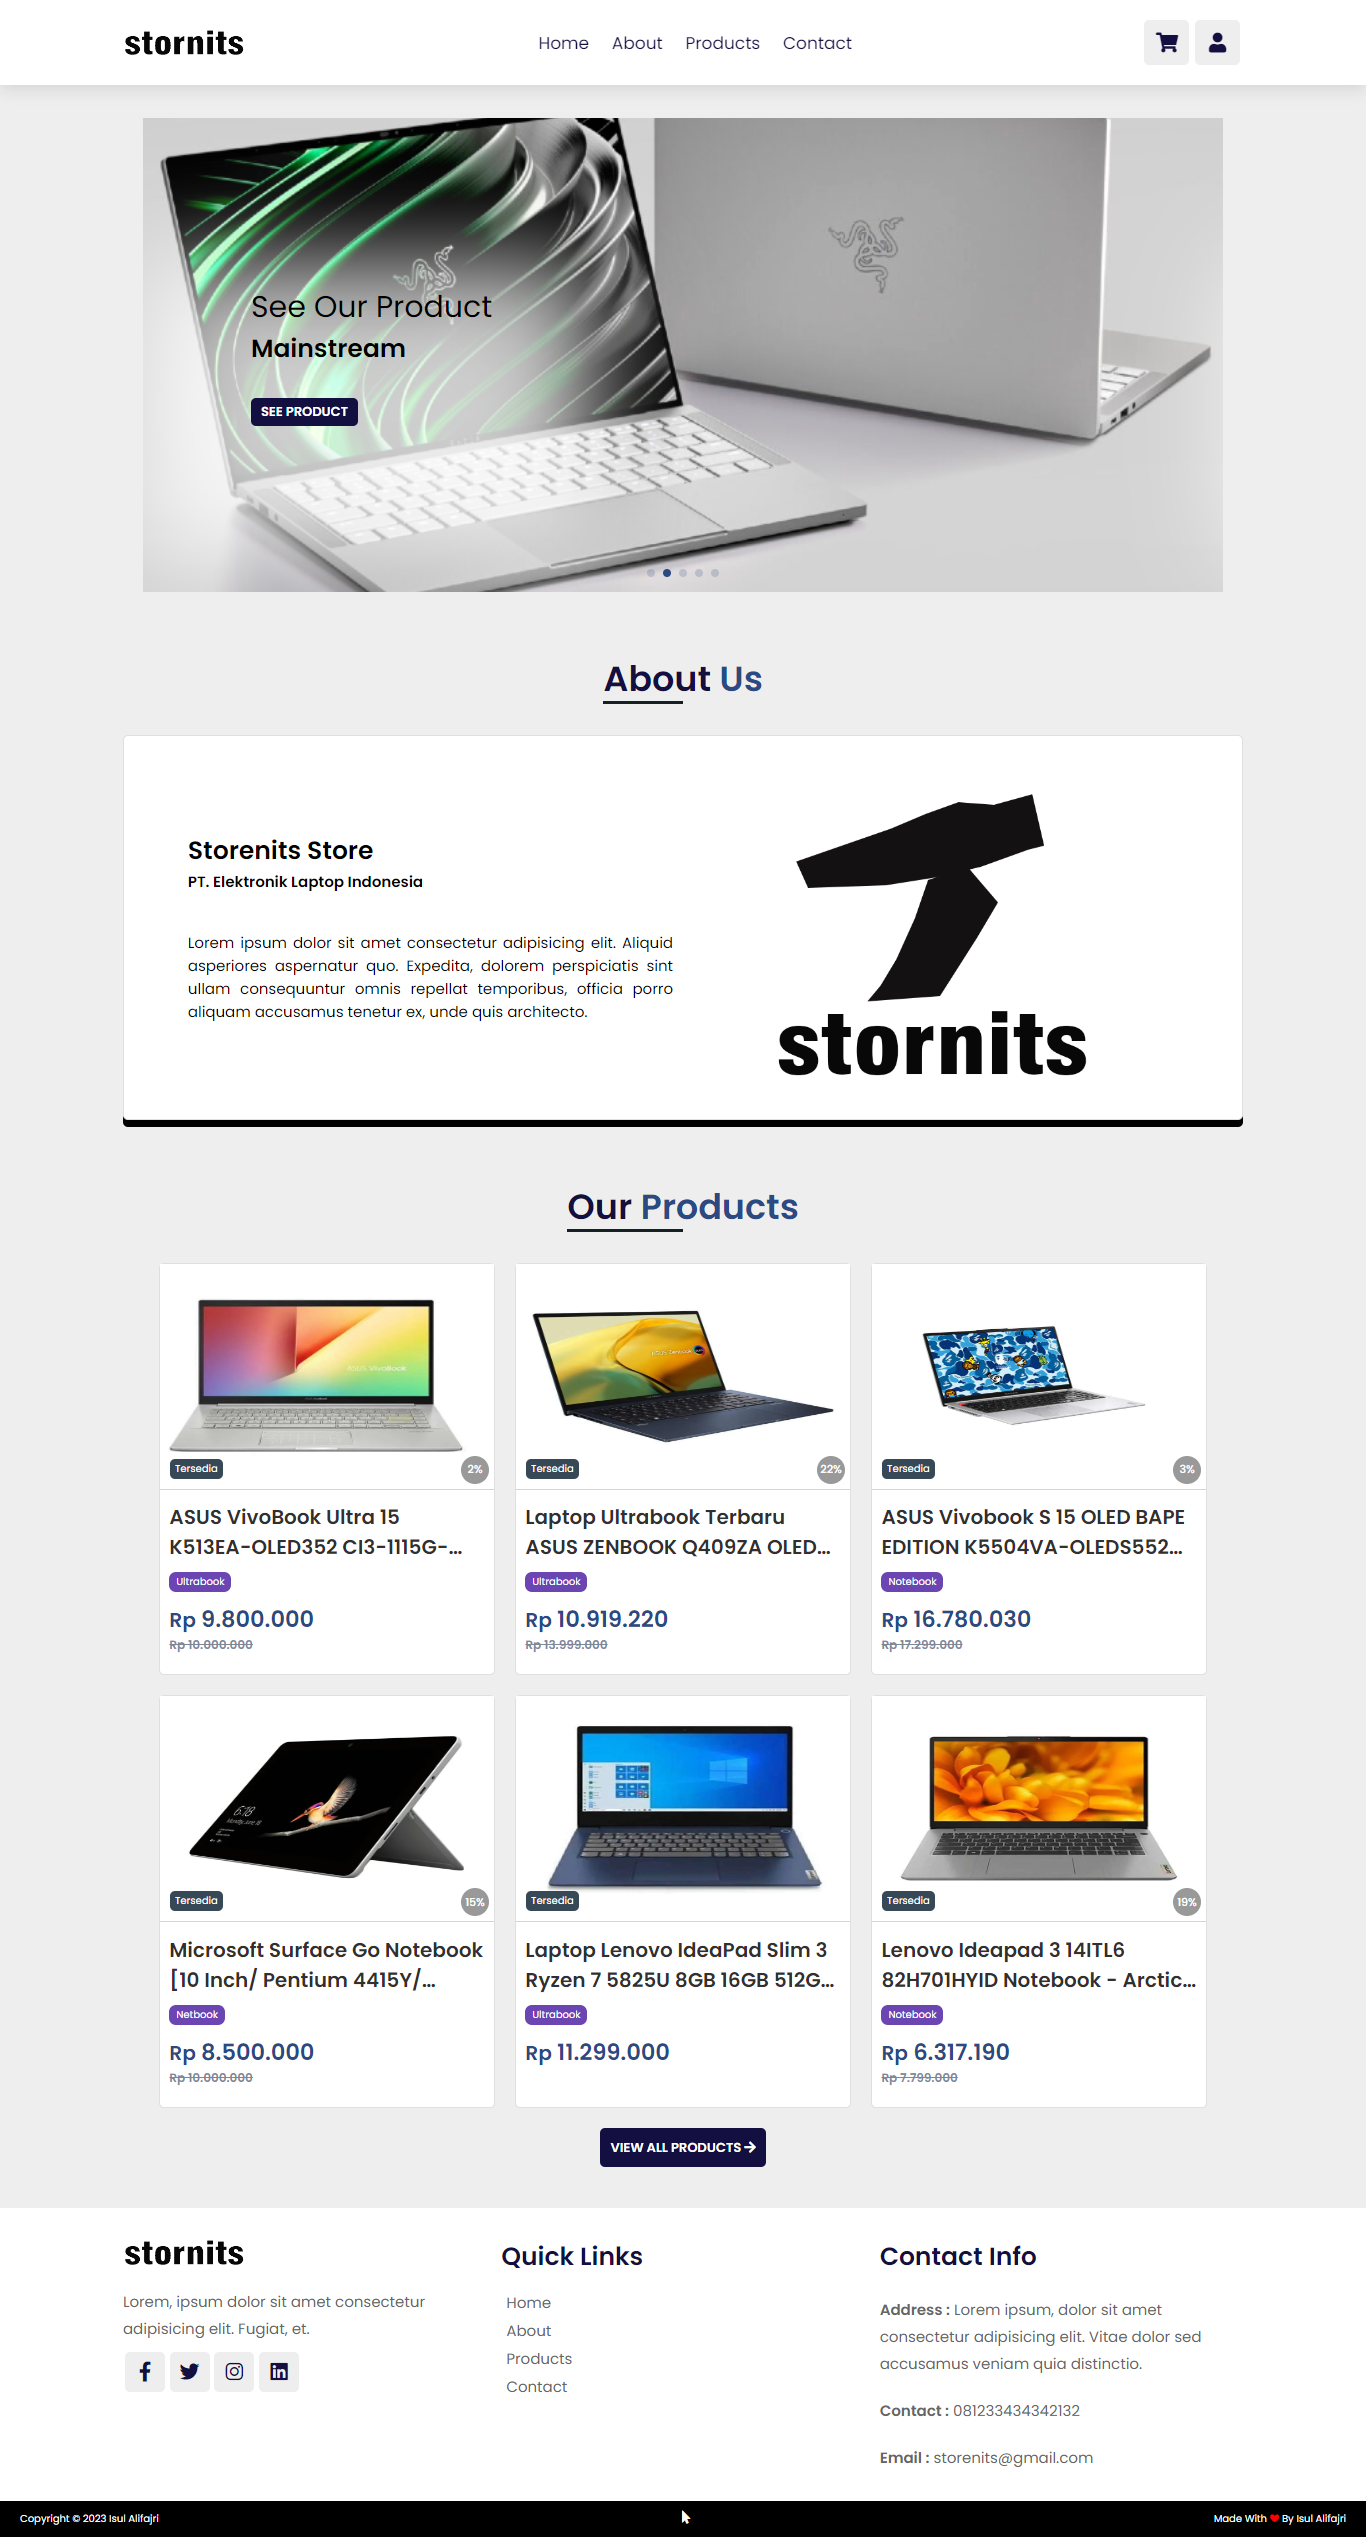 stornits
Home About Products Contact
See Our Product
Mainstream
SEE PRODUCT
About Us
Storenits Store
PT. Elektronik Laptop Indonesia
Lorem ipsum dolor sit amet consectetur adipisicing elit. Aliquid
asperiores aspernatur quo. Expedita, dolorem perspiciatis sint
ullam consequuntur omnis repellat temporibus, officia porro
aliquam accusamus tenetur ex, unde quis architecto.
stornits
Our Products
ASUS VivoBook
Tersedia 2%
ASUS VivoBook Ultra 15
K513EA-OLED352 CI3-1115G-...
Ultrabook
Rp 9.800.000
Rp 10.000.000
ASUS Zenbook
Tersedia 22%
Laptop Ultrabook Terbaru
ASUS ZENBOOK Q409ZA OLED...
Ultrabook
Rp 10.919.220
Rp 13.999.000
Tersedia 3%
ASUS Vivobook S 15 OLED BAPE
EDITION K5504VA-OLEDS552...
Notebook
Rp 16.780.030
Rp 17.299.000
6:18
Tersedia 15%
Microsoft Surface Go Notebook
[10 Inch/ Pentium 4415Y/...
Netbook
Rp 8.500.000
Rp 10.000.000
Tersedia
Laptop Lenovo IdeaPad Slim 3
Ryzen 7 5825U 8GB 16GB 512G...
Ultrabook
Rp 11.299.000
Tersedia 19%
Lenovo Ideapad 3 14ITL6
82H701HYID Notebook - Arctic...
Notebook
Rp 6.317.190
Rp 7.799.000
VIEW ALL PRODUCTS
stornits
Lorem, ipsum dolor sit amet consectetur
adipisicing elit. Fugiat, et.
Quick Links
Home
About
Products
Contact
Contact Info
Address : Lorem ipsum, dolor sit amet
consectetur adipisicing elit. Vitae dolor sed
accusamus veniam quia distinctio.
Contact : 081233434342132
Email : storenits@gmail.com
Copyright © 2023 Isul Alifajri
Made With ❤ By Isul Alifajri